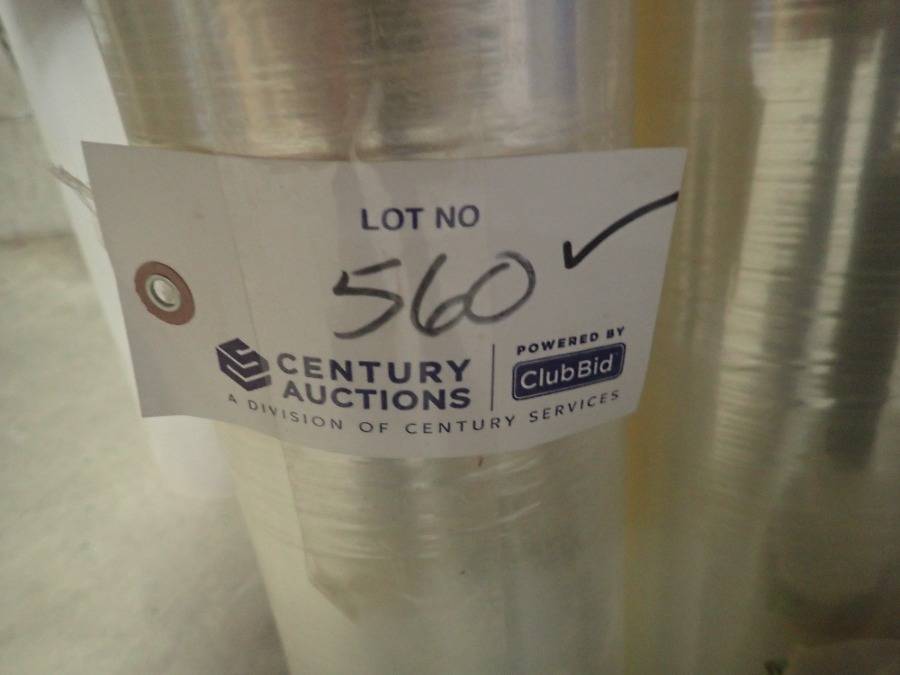 LOT NO
560
CENTURY AUCTIONS
POWERED BY
ClubBid
A DIVISION OF CENTURY SERVICES